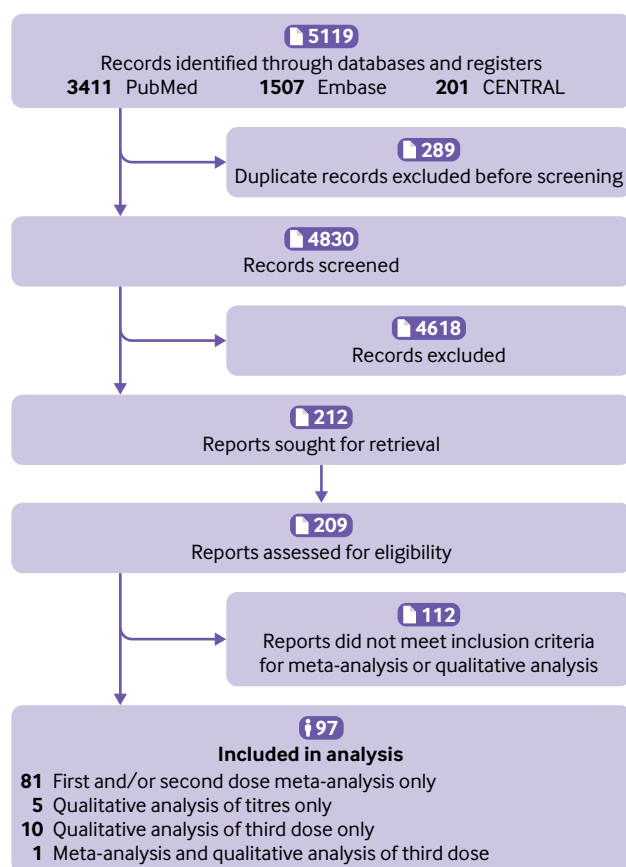 5119
Records identified through databases and registers
3411 PubMed 1507 Embase 201 CENTRAL
289
Duplicate records excluded before screening
4830
Records screened
4618
Records excluded
212
Reports sought for retrieval
209
Reports assessed for eligibility
112
Reports did not meet inclusion criteria
for meta-analysis or qualitative analysis
97
Included in analysis
81 First and/or second dose meta-analysis only
5 Qualitative analysis of titres only
10 Qualitative analysis of third dose only
1 Meta-analysis and qualitative analysis of third dose